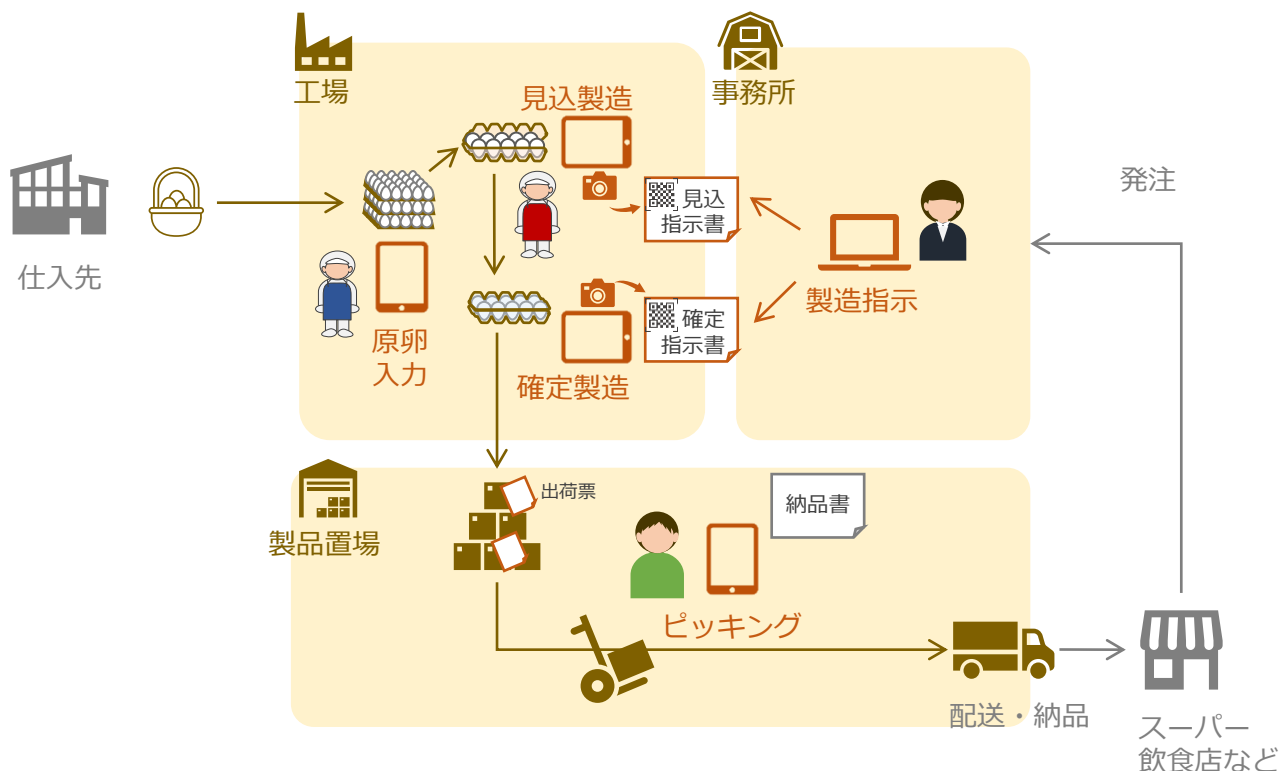 工場
事務所
見込製造
見込
指示書
発注
仕入先
製造指示
原卵
入力
確定
指示書
確定製造
製品置場
出荷票
納品書
ピッキング
配送・納品
スーパー
飲食店など